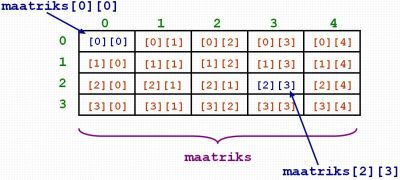 maatriks[0][0]
0 1 2 3 4
0 [0][0] [0][1] [0][2] [0][3] [0][4]
1 [1][0] [1][1] [1][1] [1][3] [1][4]
2 [2][0] [2][1] [2][1] [2][3] [2][4]
3 [3][0] [3][1] [3][2] [3][3] [3][4]
maatriks
maatriks[2][3]